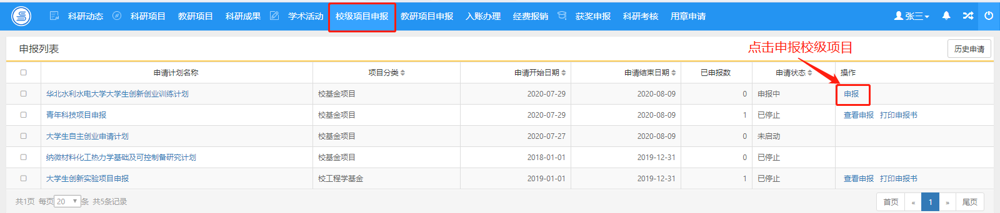 科研动态 科研项目 教研项目 科研成果 学术活动 校级项目申报 教研项目申报 入账办理 经费报销 获奖申报 科研考核 用章申请 张三
申报列表 点击申报校级项目 历史申请
申请计划名称 项目分类 申请开始日期 申请结束日期 已申报数 申请状态 操作
华北水利水电大学大学生创新创业训练计划 校基金项目 2020-07-29 2020-08-09 0 申报中 申报
青年科技项目申报 校基金项目 2020-07-29 2020-08-09 1 已停止 查看申报 打印申报书
大学生自主创业申请计划 校基金项目 2020-07-27 2020-08-09 0 未启动
纳微材料化工热力学基础及可控制备研究计划 校基金项目 2018-01-01 2019-12-31 0 已停止
大学生创新实验项目申报 校工程学基金 2019-01-01 2019-12-31 1 已停止 查看申报 打印申报书
共1页 每页20条 共5条记录 首页 « 1 » 尾页